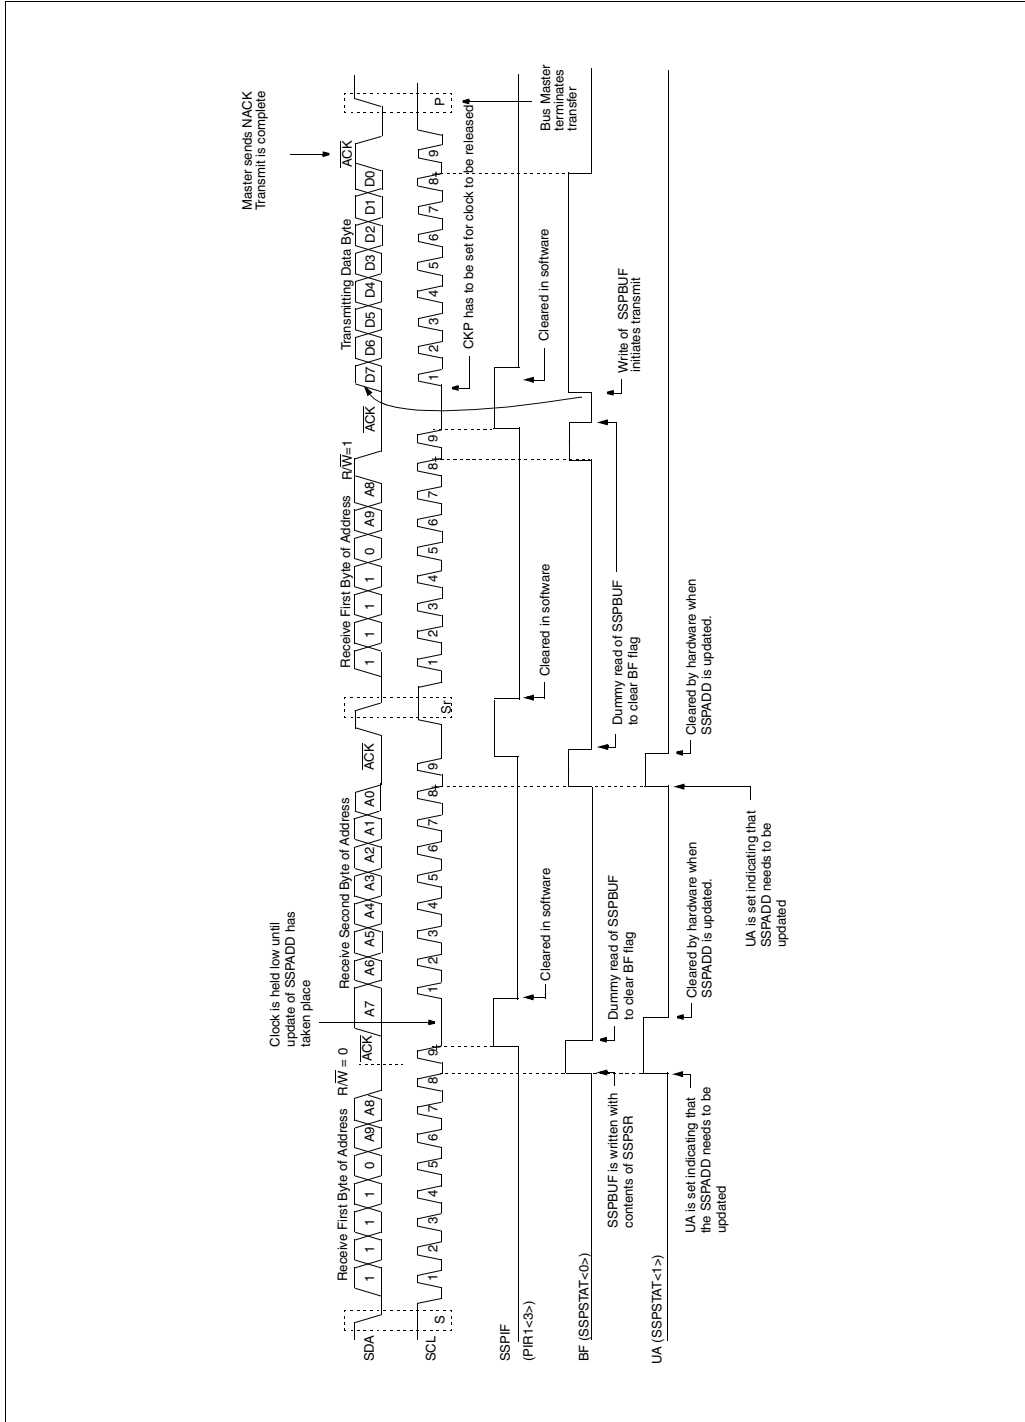 Master sends NACK
Transmit is complete
Clock is held low until
update of SSPADD has
taken place
Receive First Byte of Address
R/W = 0
Receive Second Byte of Address
Receive First Byte of Address
R/W=1
Transmitting Data Byte
SDA
1 1 1 1 0 A9 A8
ACK
A7 A6 A5 A4 A3 A2 A1 A0
ACK
1 1 1 1 0 A9 A8
ACK
D7 D6 D5 D4 D3 D2 D1 D0
ACK
SCL
S
1 2 3 4 5 6 7 8 9
1 2 3 4 5 6 7 8 9
Sr
1 2 3 4 5 6 7 8 9
1 2 3 4 5 6 7 8 9
P
CKP has to be set for clock to be released
Bus Master
terminates
transfer
SSPIF
(PIR1<3>)
Cleared in software
Cleared in software
Cleared in software
BF (SSPSTAT<0>)
SSPBUF is written with
contents of SSPSR
Dummy read of SSPBUF
to clear BF flag
Dummy read of SSPBUF
to clear BF flag
Write of SSPBUF
initiates transmit
UA (SSPSTAT<1>)
UA is set indicating that
the SSPADD needs to be
updated
Cleared by hardware when
SSPADD is updated.
UA is set indicating that
SSPADD needs to be
updated
Cleared by hardware when
SSPADD is updated.